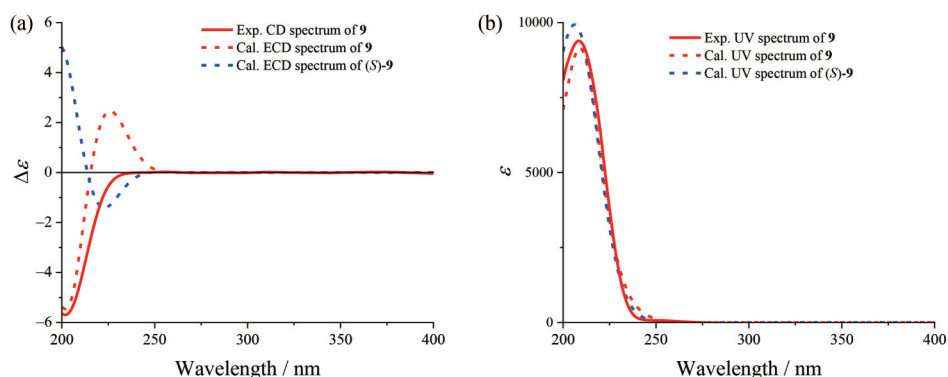 (a)
6
4
2
0
–2
–4
–6
Δε
Exp. CD spectrum of 9
Cal. ECD spectrum of 9
Cal. ECD spectrum of (S)-9
200
250
300
350
400
Wavelength / nm
(b)
10000
5000
0
ε
Exp. UV spectrum of 9
Cal. UV spectrum of 9
Cal. UV spectrum of (S)-9
200
250
300
350
400
Wavelength / nm